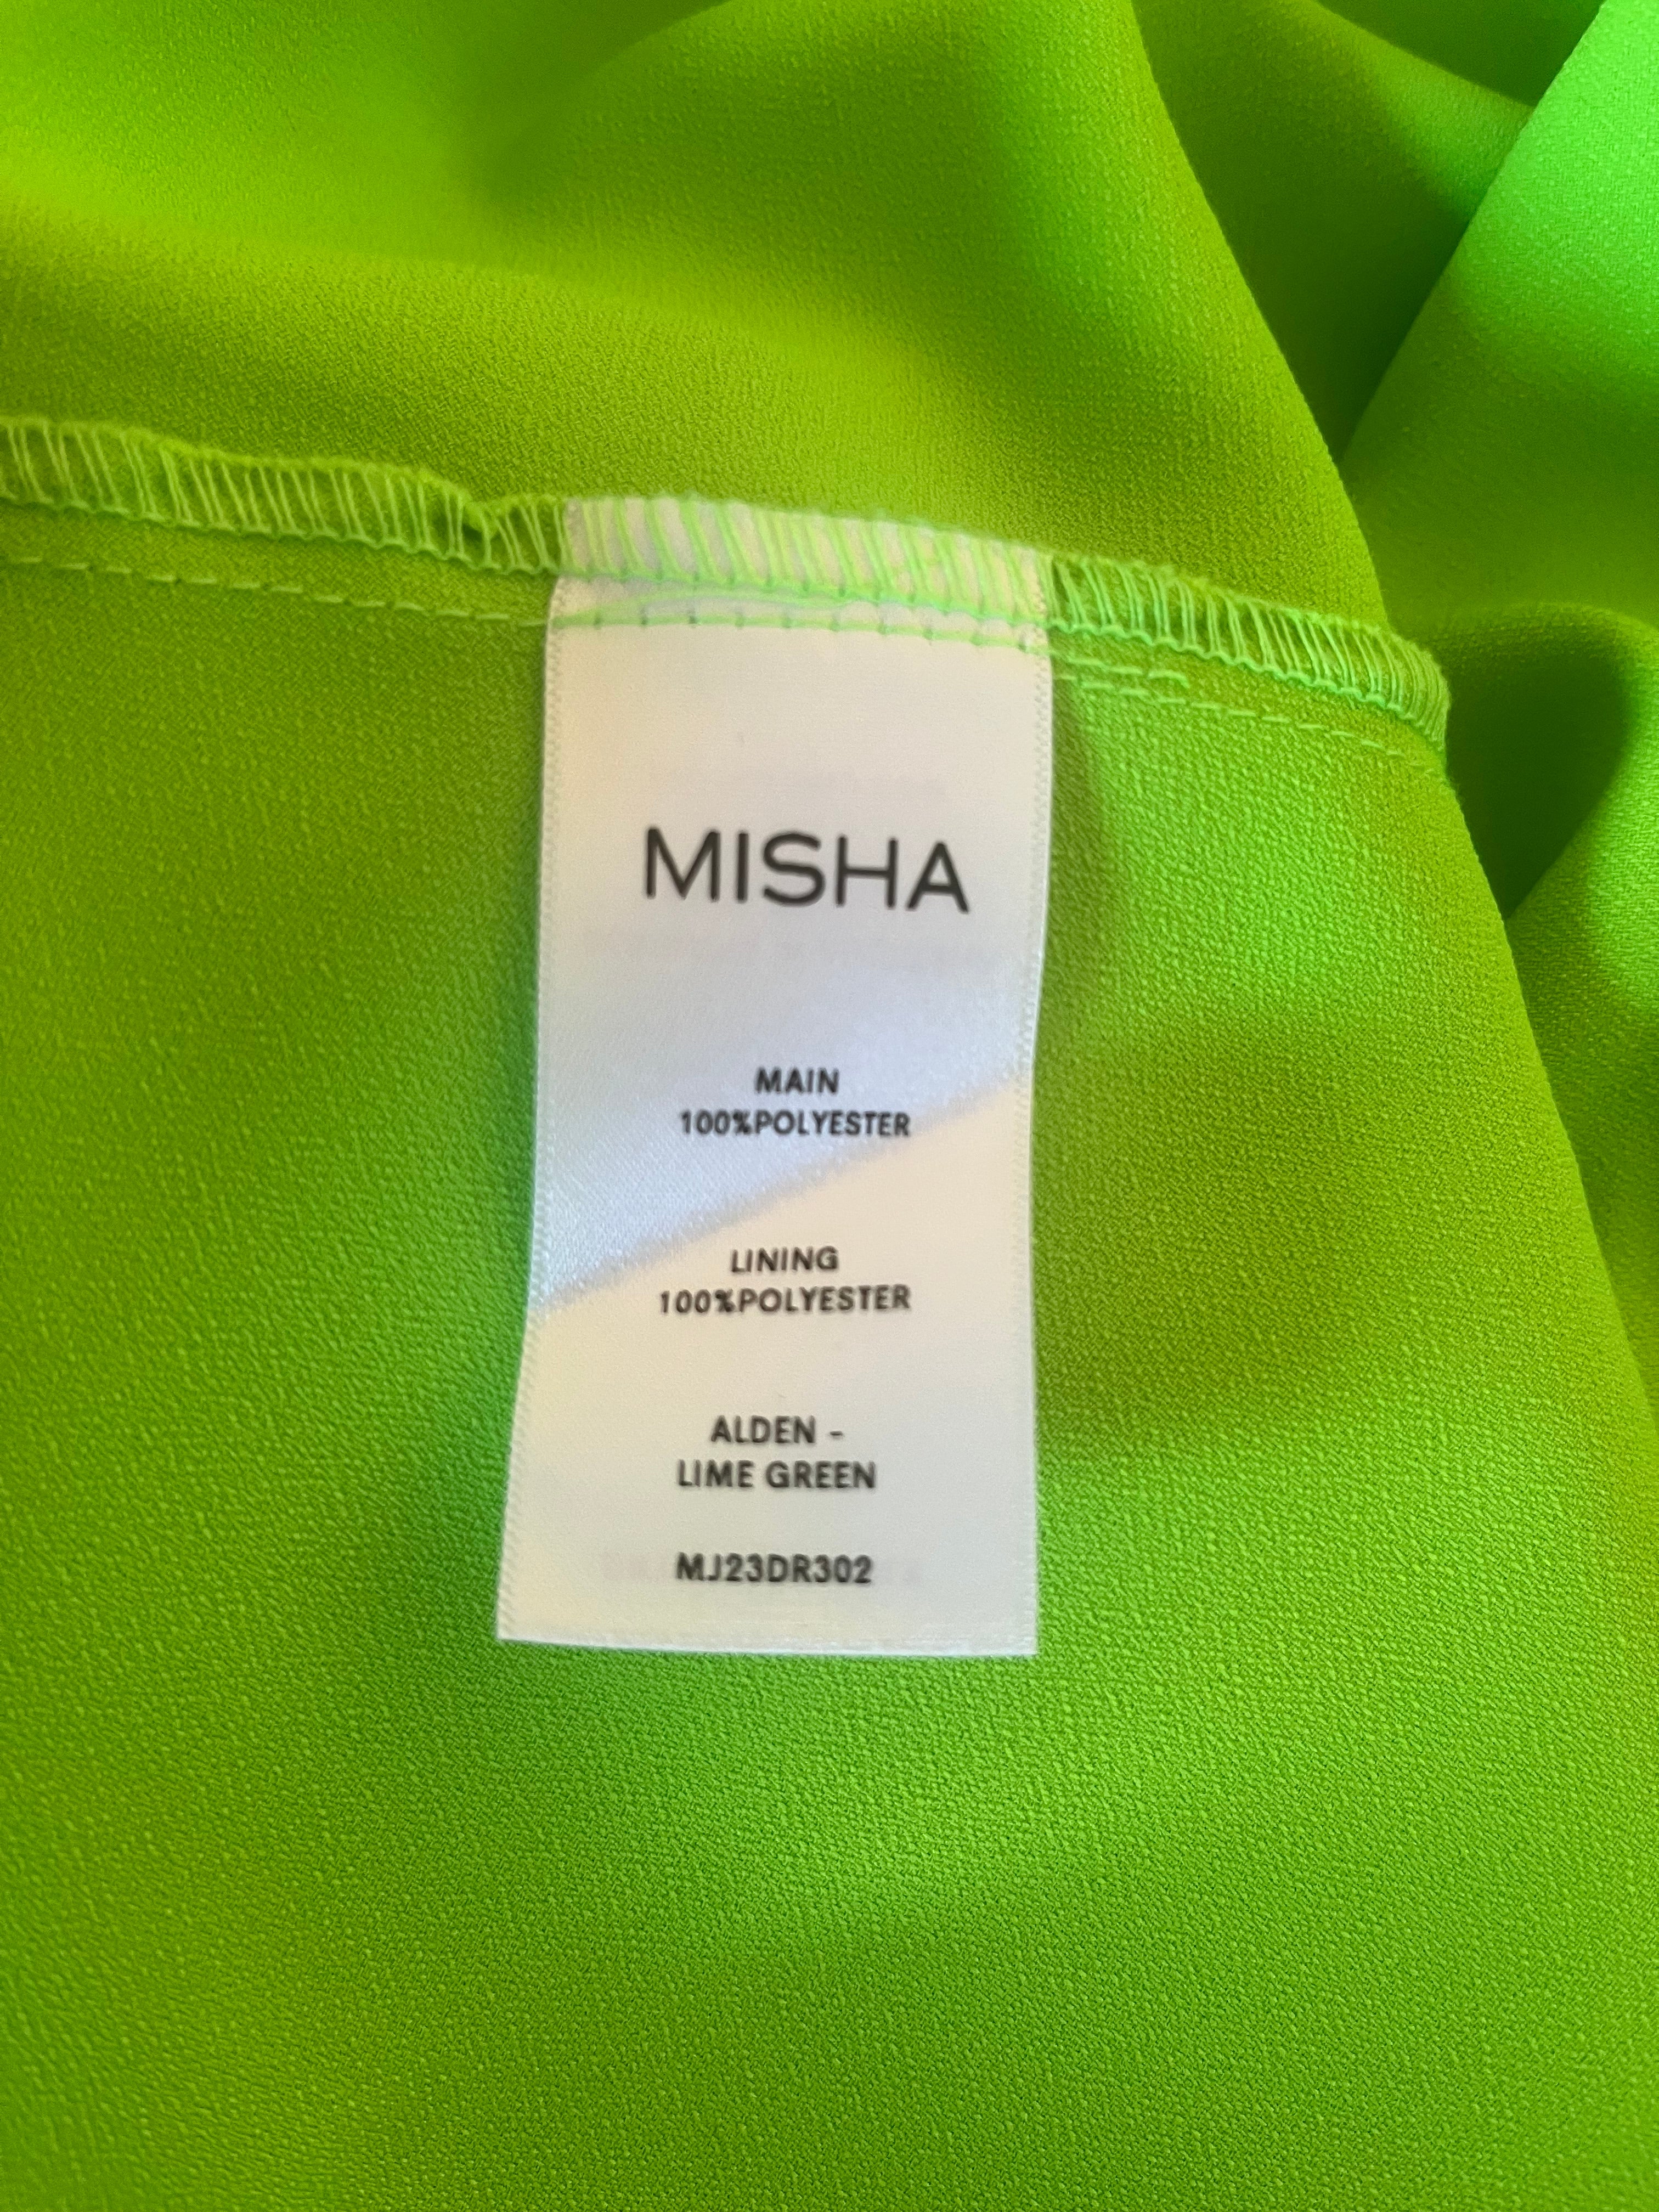 MISHA
MAIN
100%POLYESTER
LINING
100%POLYESTER
ALDEN -
LIME GREEN
MJ23DR302